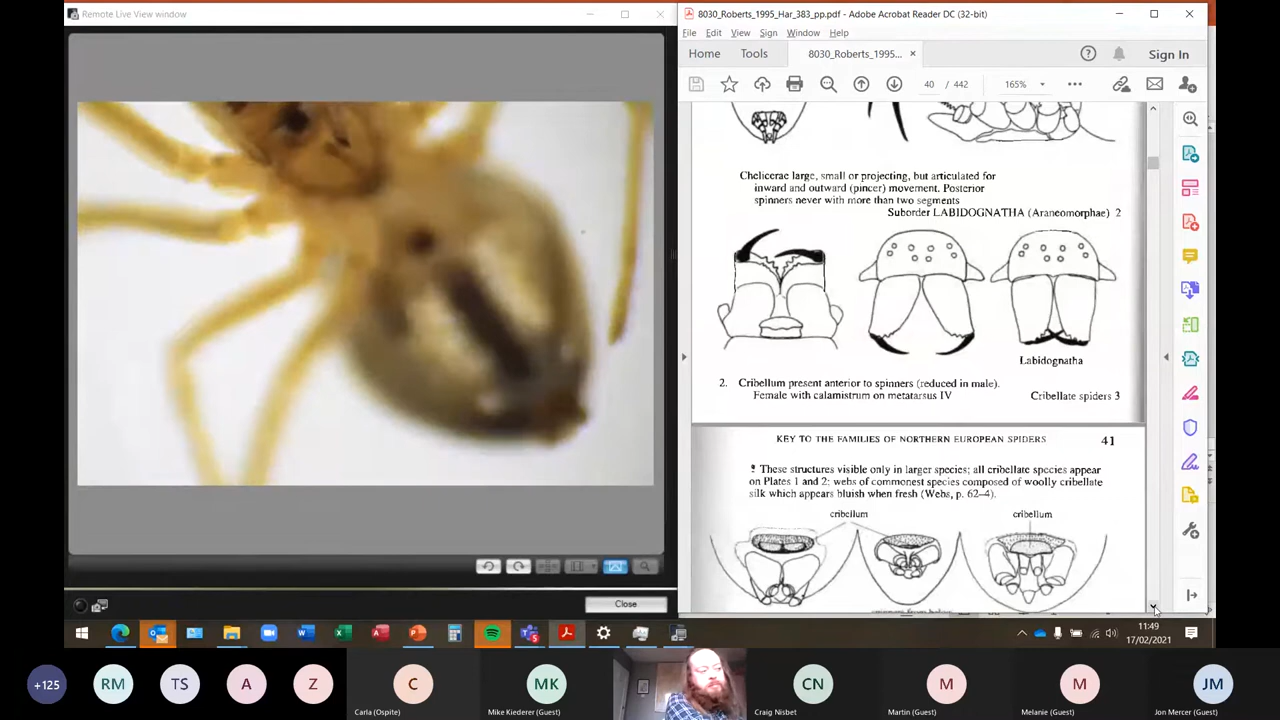 Remote Live View window
Close
8030_Roberts_1995_Har_383_pp.pdf - Adobe Acrobat Reader DC (32-bit)
File Edit View Sign Window Help
Home Tools 8030_Roberts_1995... × Sign In
40 / 442 165%
Chelicerae large, small or projecting, but articulated for
inward and outward (pincer) movement. Posterior
spinners never with more than two segments
Suborder LABIDOGNATHA (Araneomorphae) 2
Labidognatha
2. Cribellum present anterior to spinners (reduced in male).
Female with calamistrum on metatarsus IV Cribellate spiders 3
KEY TO THE FAMILIES OF NORTHERN EUROPEAN SPIDERS 41
These structures visible only in larger species; all cribellate species appear
on Plates 1 and 2; webs of commonest species composed of woolly cribellate
silk which appears bluish when fresh (Webs, p. 62–4).
cribellum cribellum
11:49
17/02/2021
+125 RM TS A Z C MK CN M M JM
Carla (Ospite) Mike Kiederer (Guest) Craig Nisbet Martin (Guest) Melanie (Guest) Jon Mercer (Guest)